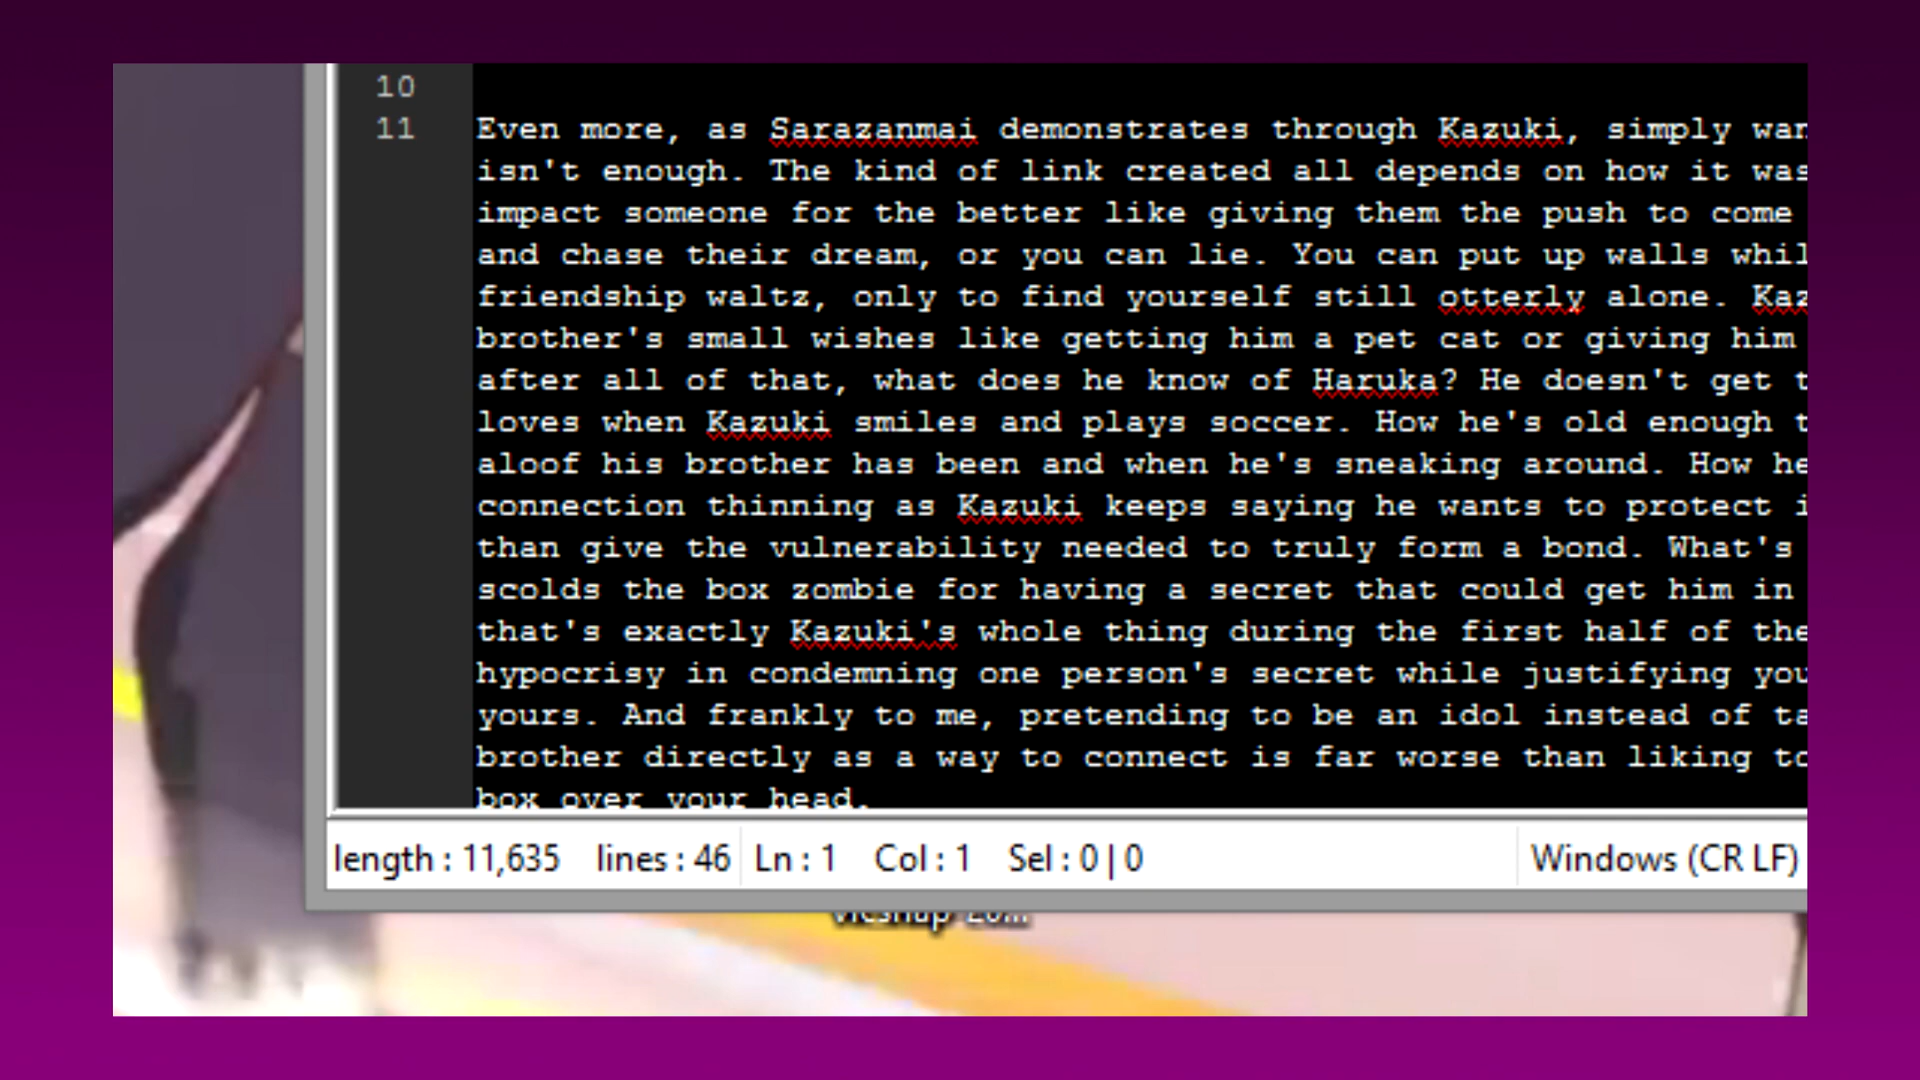 10
11
Even more, as Sarazanmai demonstrates through Kazuki, simply
isn't enough. The kind of link created all depends on how it was
impact someone for the better like giving them the push to come
and chase their dream, or you can lie. You can put up walls
friendship waltz, only to find yourself still otterly alone.
brother's small wishes like getting him a pet cat or giving him
after all of that, what does he know of Haruka? He doesn't get
loves when Kazuki smiles and plays soccer. How he's old enough
aloof his brother has been and when he's sneaking around. How he
connection thinning as Kazuki keeps saying he wants to protect
than give the vulnerability needed to truly form a bond. What's
scolds the box zombie for having a secret that could get him in
that's exactly Kazuki's whole thing during the first half of the
hypocrisy in condemning one person's secret while justifying
yours. And frankly to me, pretending to be an idol instead of
brother directly as a way to connect is far worse than liking
box over your head.
length : 11,635 lines : 46 Ln : 1 Col : 1 Sel : 0 | 0 Windows (CR LF)